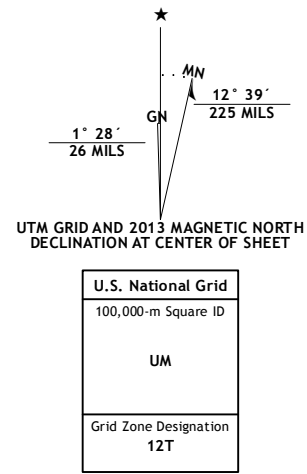 ★
MN
GN
12° 39´
225 MILS
1° 28´
26 MILS
UTM GRID AND 2013 MAGNETIC NORTH
DECLINATION AT CENTER OF SHEET
U.S. National Grid
100,000-m Square ID
UM
Grid Zone Designation
12T